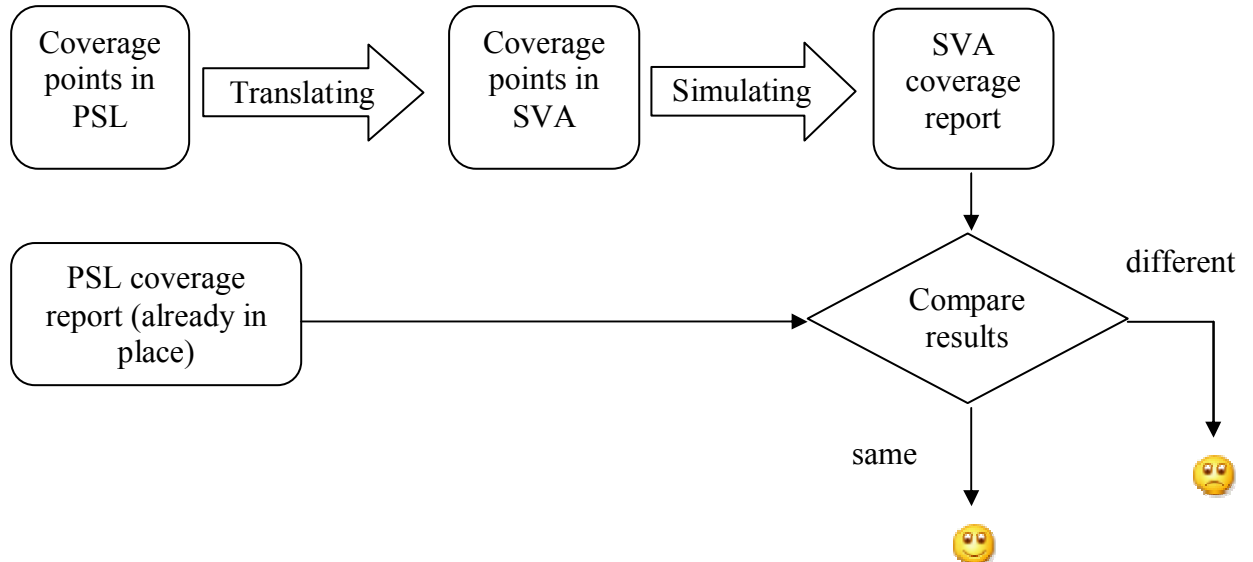 Coverage
points in
PSL
Translating
Coverage
points in
SVA
Simulating
SVA
coverage
report
PSL coverage
report (already in
place)
Compare
results
different
same